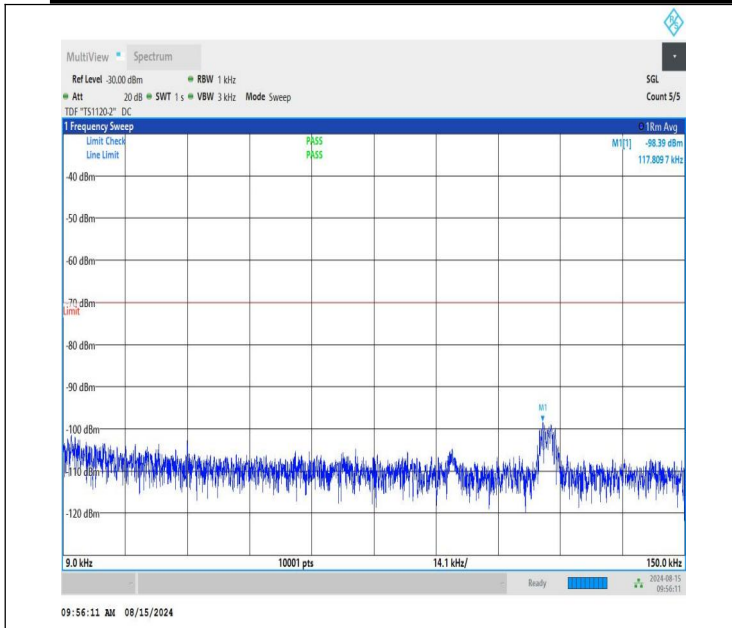 MultiView Spectrum
Ref Level -30.00 dBm RBW 1 kHz SGL
Att 20 dB SWT 1 s VBW 3 kHz Mode Sweep Count 5/5
TDF "TS1120-2" DC
1 Frequency Sweep 1Rm Avg
Limit Check PASS M1[1] -98.39 dBm
Line Limit PASS 117.809 7 kHz
-40 dBm
-50 dBm
-60 dBm
-70 dBm
Limit
-80 dBm
-90 dBm
M1
-100 dBm
-110 dBm
-120 dBm
9.0 kHz 10001 pts 14.1 kHz/ 150.0 kHz
Ready 2024-08-15
09:56:11
09:56:11 AM 08/15/2024